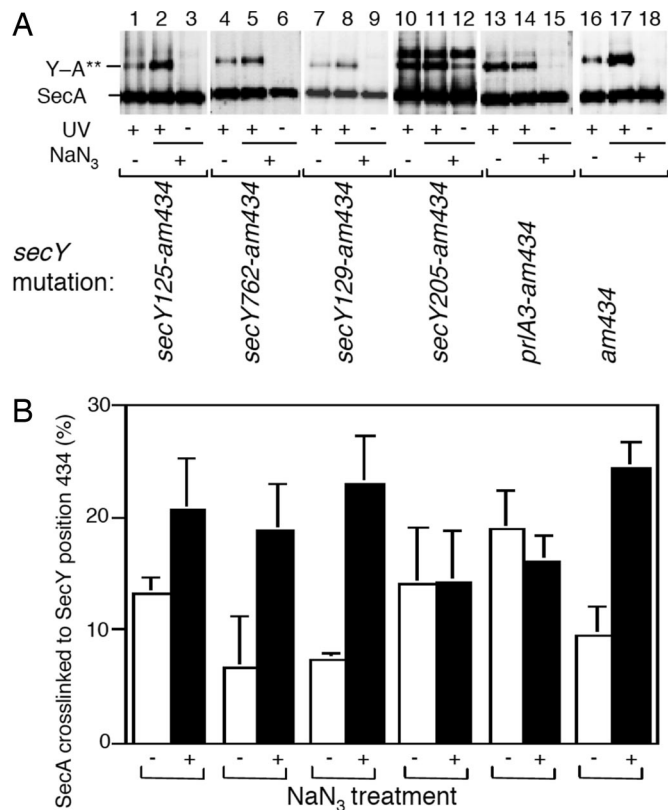 A
1 2 3 4 5 6 7 8 9 10 11 12 13 14 15 16 17 18
Y–A**
SecA
UV + + - + + - + + - + + - + + - + + -
NaN3 - + - + - + - + - + - +
secY
mutation:
secY125-am434
secY762-am434
secY129-am434
secY205-am434
prlA3-am434
am434
B
SecA crosslinked to SecY position 434 (%)
30
20
10
0
- + - + - + - + - + - +
NaN3 treatment